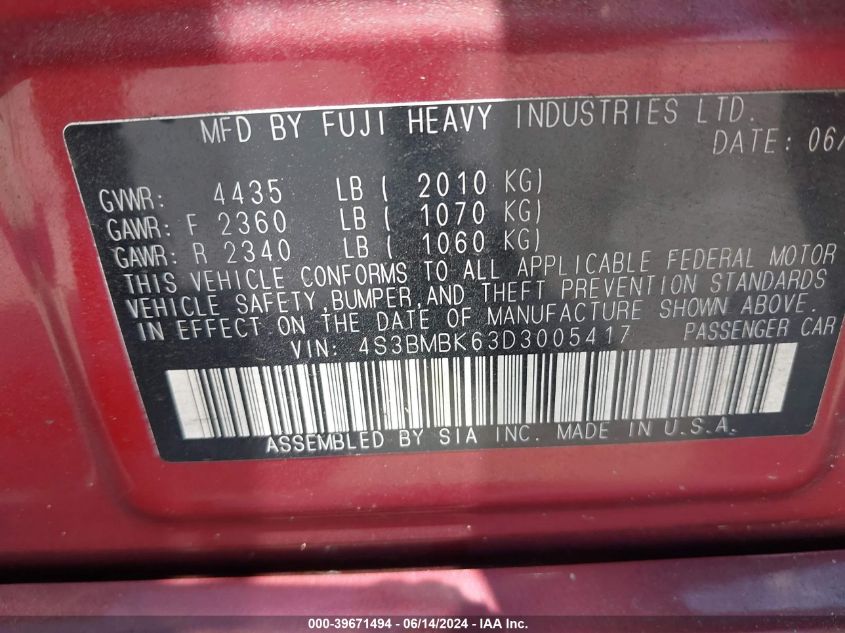 MFD BY FUJI HEAVY INDUSTRIES LTD.
DATE: 06/
GVWR: 4435 LB ( 2010 KG)
GAWR: F 2360 LB ( 1070 KG)
GAWR: R 2340 LB ( 1060 KG)
THIS VEHICLE CONFORMS TO ALL APPLICABLE FEDERAL MOTOR
VEHICLE SAFETY,BUMPER,AND THEFT PREVENTION STANDARDS
IN EFFECT ON THE DATE OF MANUFACTURE SHOWN ABOVE.
VIN: 4S3BMBK63D3005417 PASSENGER CAR
ASSEMBLED BY SIA INC. MADE IN U.S.A.
000-39671494 - 06/14/2024 - IAAI.com